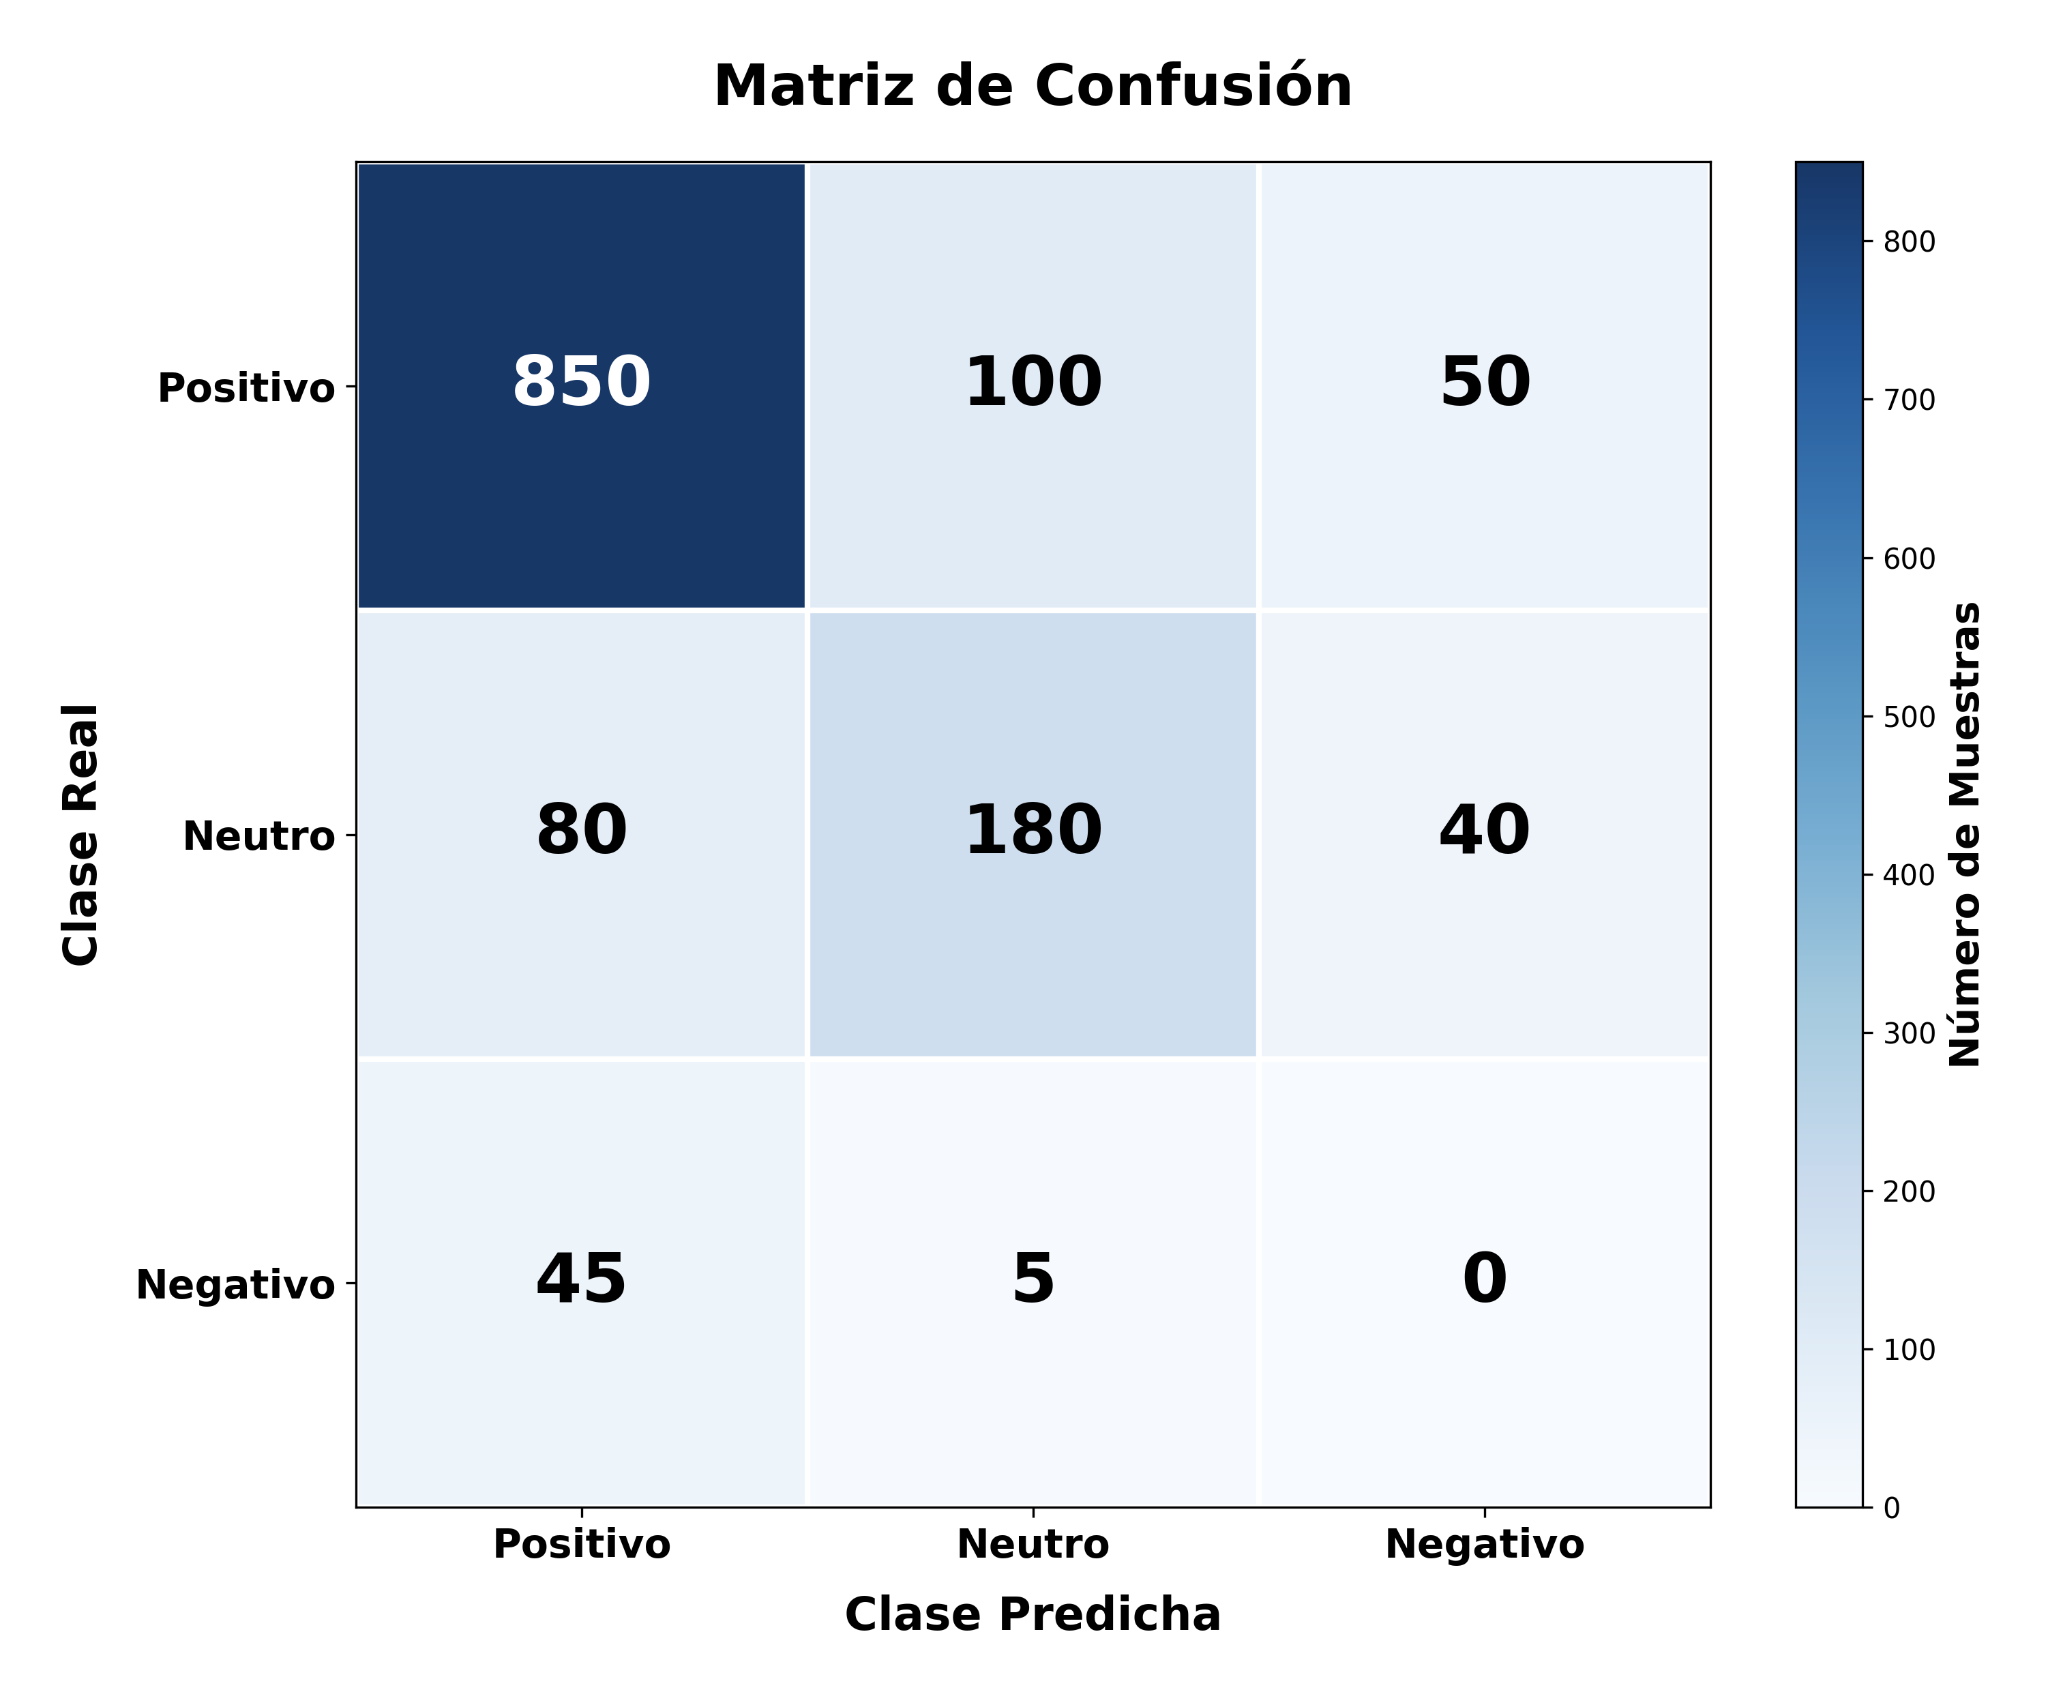 Matriz de Confusión
Positivo 850 100 50
Neutro 80 180 40
Negativo 45 5 0
Positivo Neutro Negativo
Clase Predicha
Clase Real
800
700
600
500
400
300
200
100
0
Número de Muestras